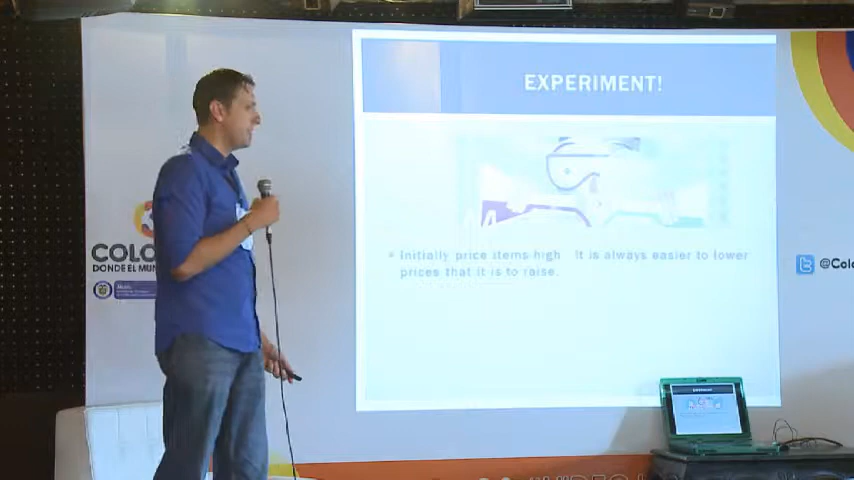 EXPERIMENT!
Initially price items high   It is always easier to lower
prices that it is to raise.
COLO
DONDE EL MUN
@Colo